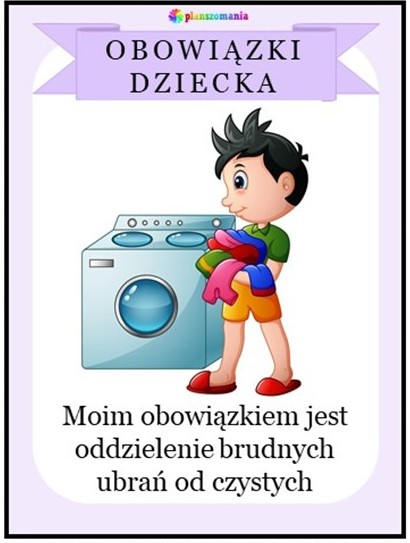 planszomania
OBOWIĄZKI
DZIECKA
Moim obowiązkiem jest
oddzielenie brudnych
ubrań od czystych